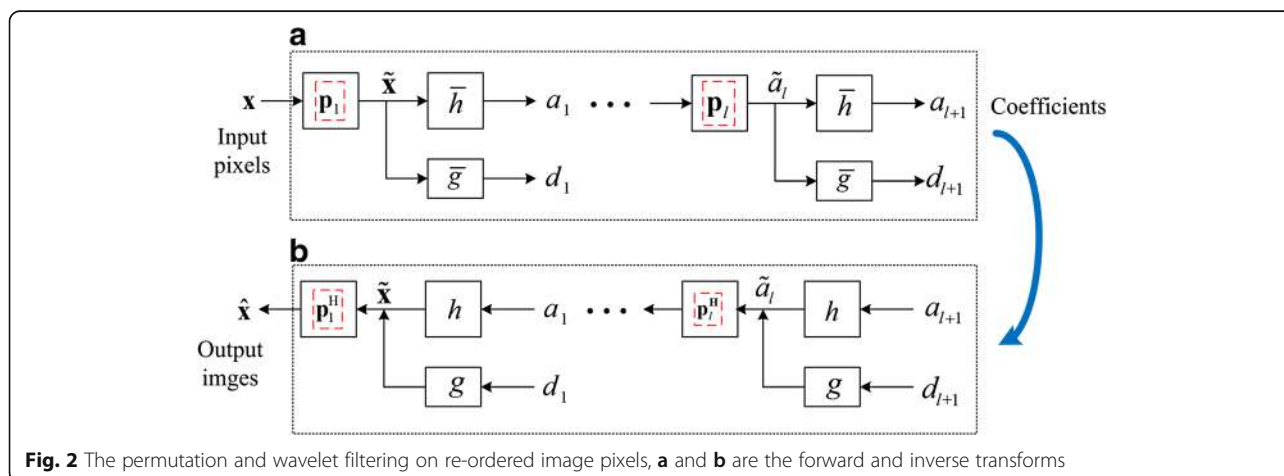 a
x p₁ x̃ h̅ a₁ • • • pₗ ãₗ h̅ aₗ₊₁ Coefficients
Input
pixels
g̅ d₁ g̅ dₗ₊₁
b
x̂ p₁ᴴ x̃ h a₁ • • • pₗᴴ ãₗ h aₗ₊₁
Output
imges
g d₁ g dₗ₊₁
Fig. 2 The permutation and wavelet filtering on re-ordered image pixels, a and b are the forward and inverse transforms